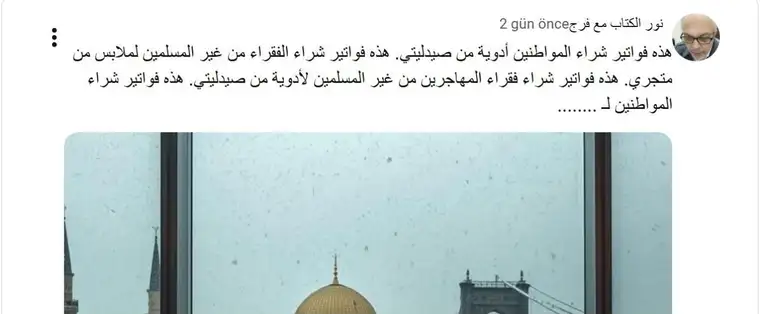 نور الكتاب مع فرج2 gün önce
هذه فواتير شراء المواطنين أدوية من صيدليتي. هذه فواتير شراء الفقراء من غير المسلمين لملابس من
متجري. هذه فواتير شراء فقراء المهاجرين من غير المسلمين لأدوية من صيدليتي. هذه فواتير شراء
المواطنين لـ ........